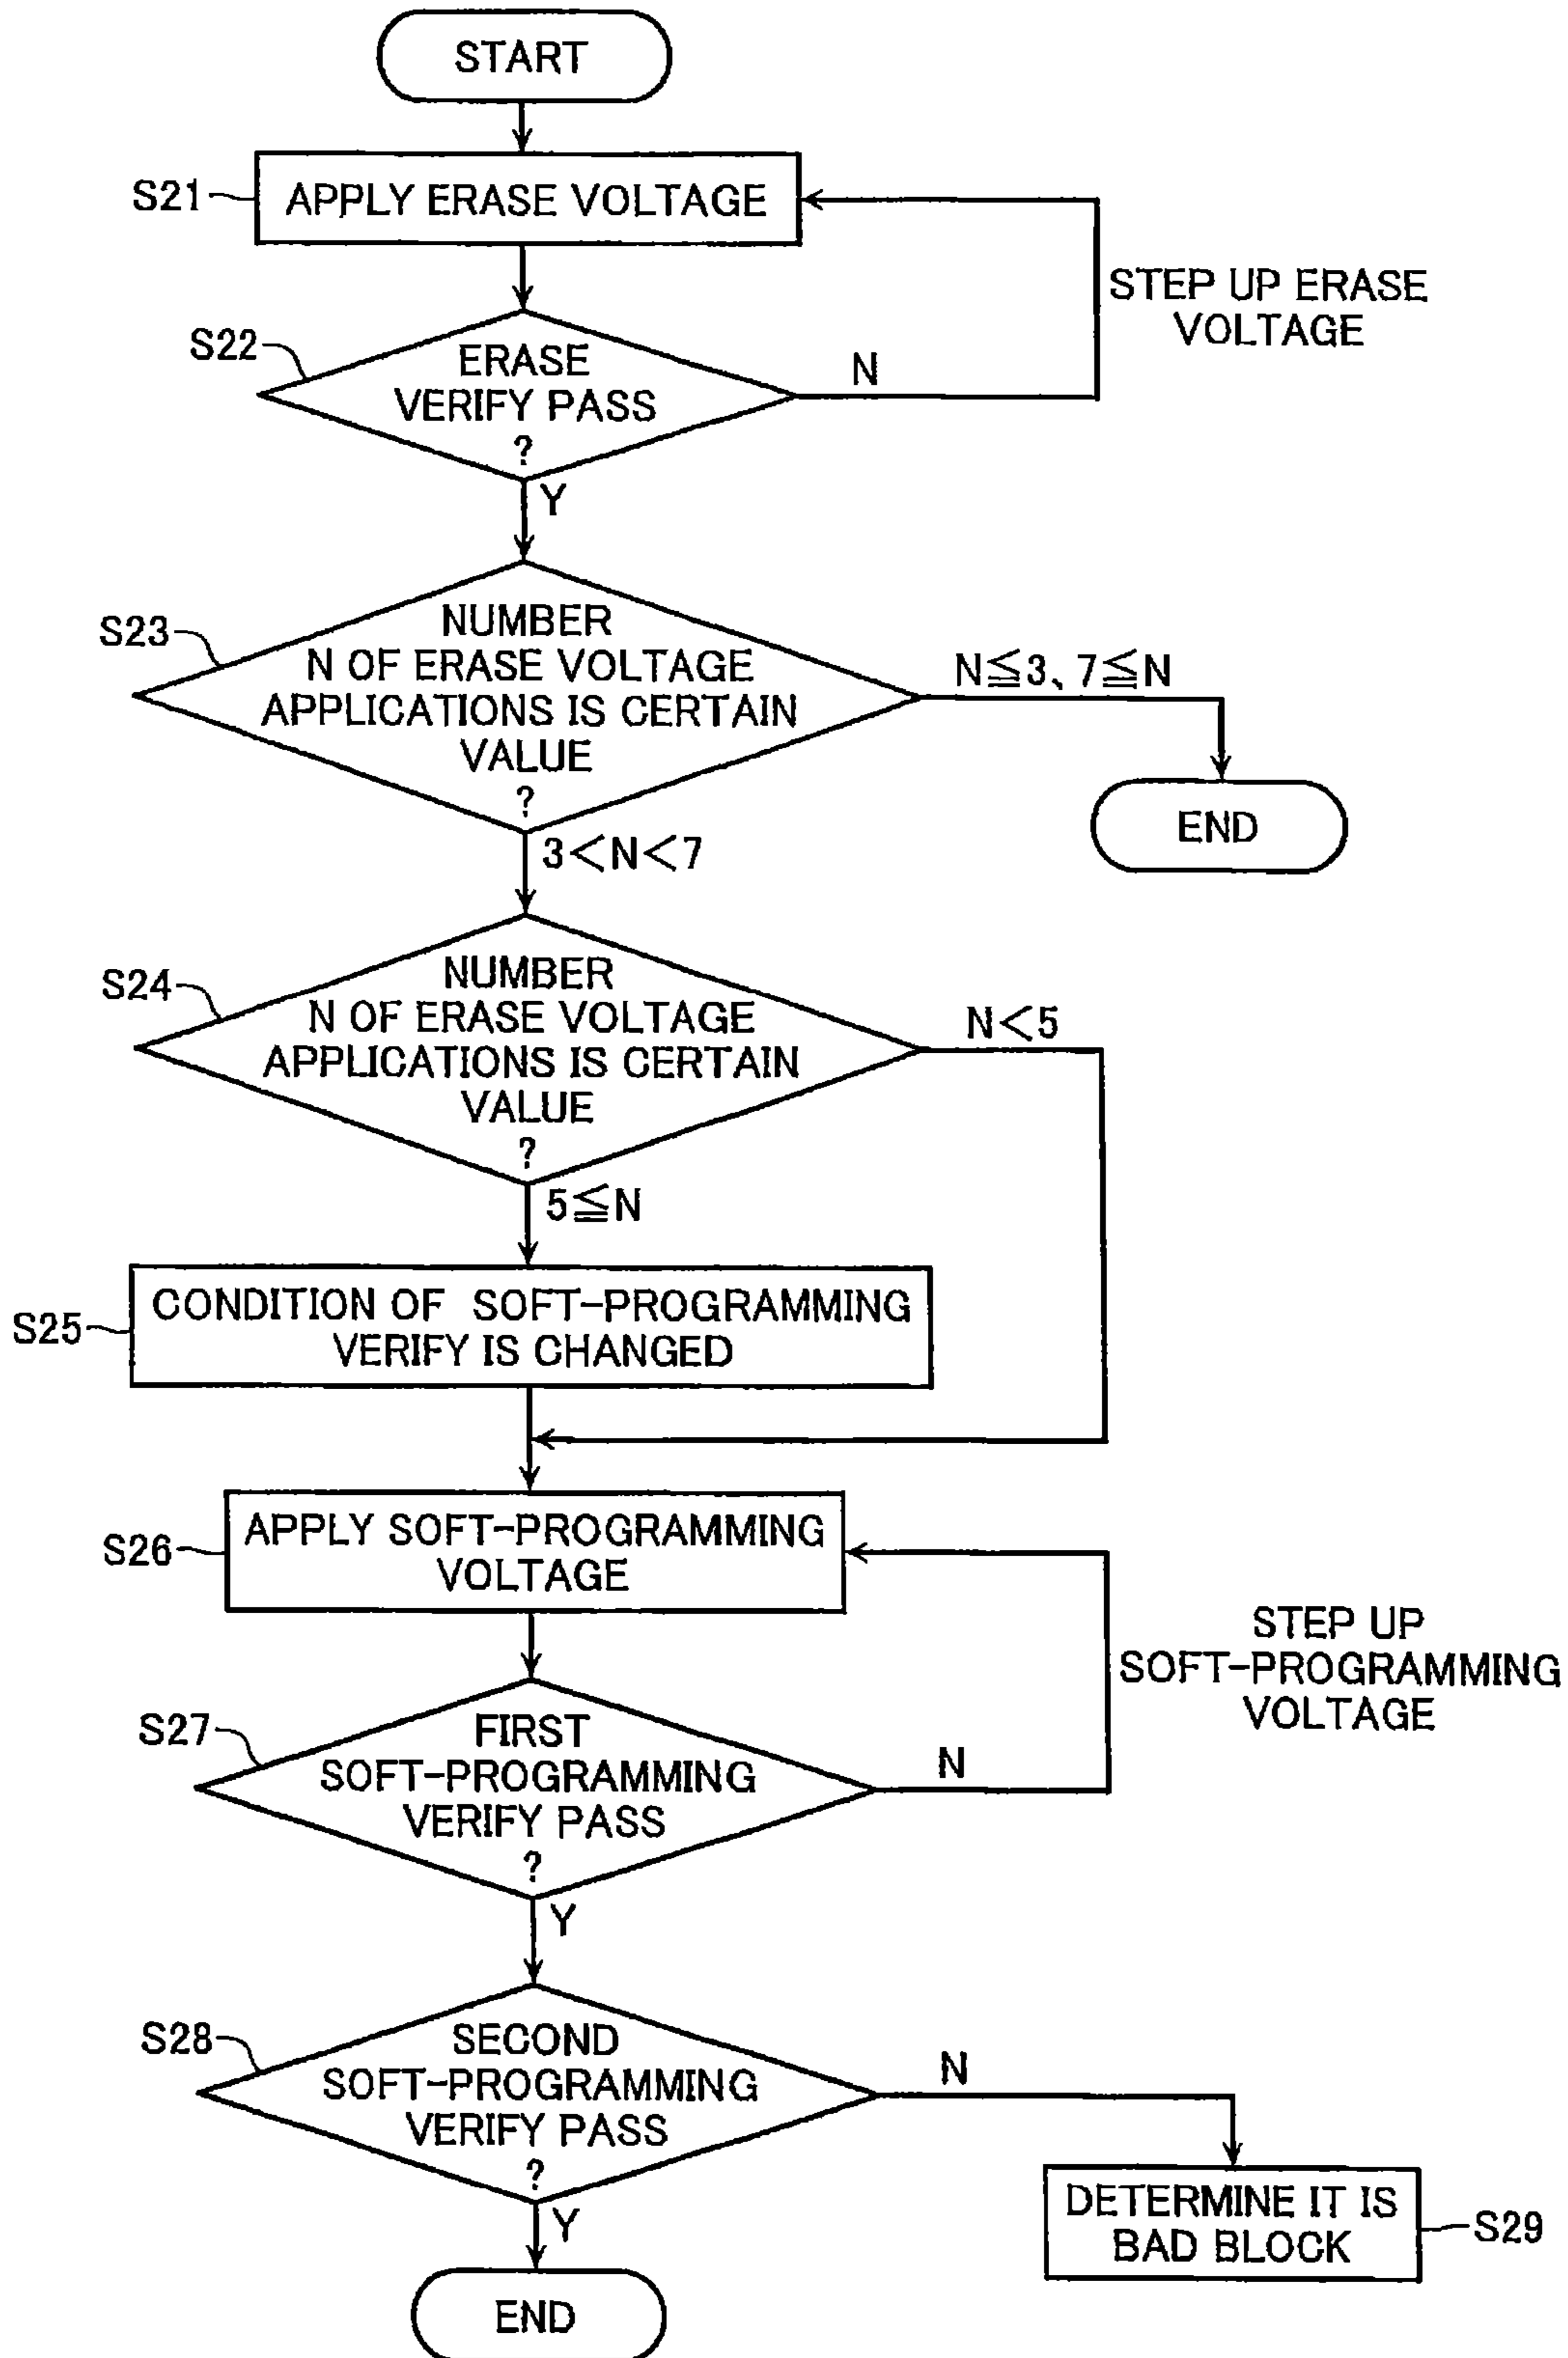 START
S21
APPLY ERASE VOLTAGE
STEP UP ERASE
VOLTAGE
S22
ERASE
VERIFY PASS
?
N
Y
S23
NUMBER
N OF ERASE VOLTAGE
APPLICATIONS IS CERTAIN
VALUE
?
N≦3、7≦N
END
3<N<7
S24
NUMBER
N OF ERASE VOLTAGE
APPLICATIONS IS CERTAIN
VALUE
?
N<5
5≦N
S25
CONDITION OF SOFT-PROGRAMMING
VERIFY IS CHANGED
S26
APPLY SOFT-PROGRAMMING
VOLTAGE
STEP UP
SOFT-PROGRAMMING
VOLTAGE
S27
FIRST
SOFT-PROGRAMMING
VERIFY PASS
?
N
Y
S28
SECOND
SOFT-PROGRAMMING
VERIFY PASS
?
N
Y
DETERMINE IT IS
BAD BLOCK
S29
END